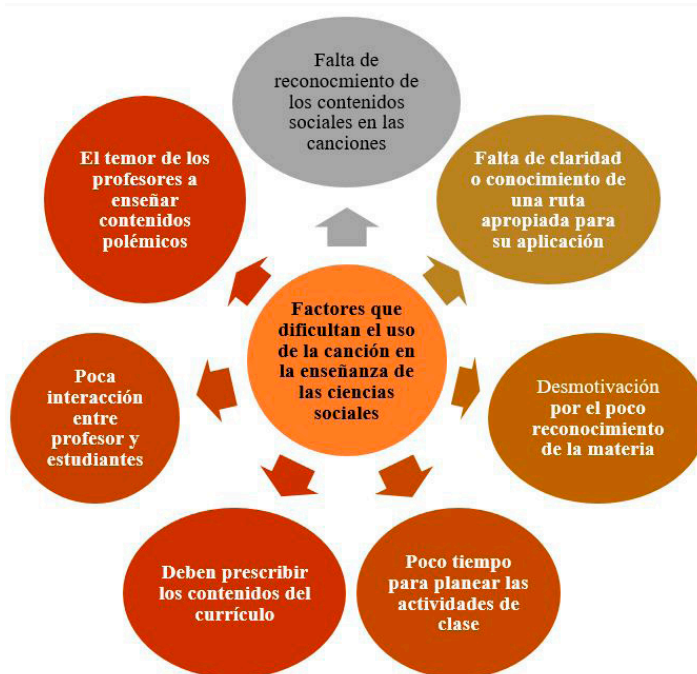 Falta de
reconocmiento de
los contenidos
sociales en las
canciones
El temor de los
profesores a
enseñar
contenidos
polémicos
Falta de claridad
o conocimiento de
una ruta
apropiada para
su aplicación
Factores que
dificultan el uso
de la canción en
la enseñanza de
las ciencias
sociales
Poca
interacción
entre
profesor y
estudiantes
Desmotivación
por el poco
reconocimiento
de la materia
Deben prescribir
los contenidos del
currículo
Poco tiempo
para planear las
actividades de
clase